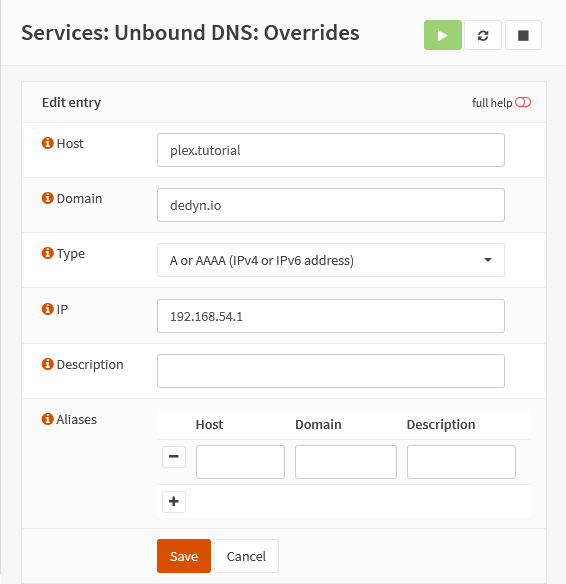 Services: Unbound DNS: Overrides
Edit entry
full help
Host
plex.tutorial
Domain
dedyn.io
Type
A or AAAA (IPv4 or IPv6 address)
IP
192.168.54.1
Description
Aliases
Host Domain Description
Save Cancel